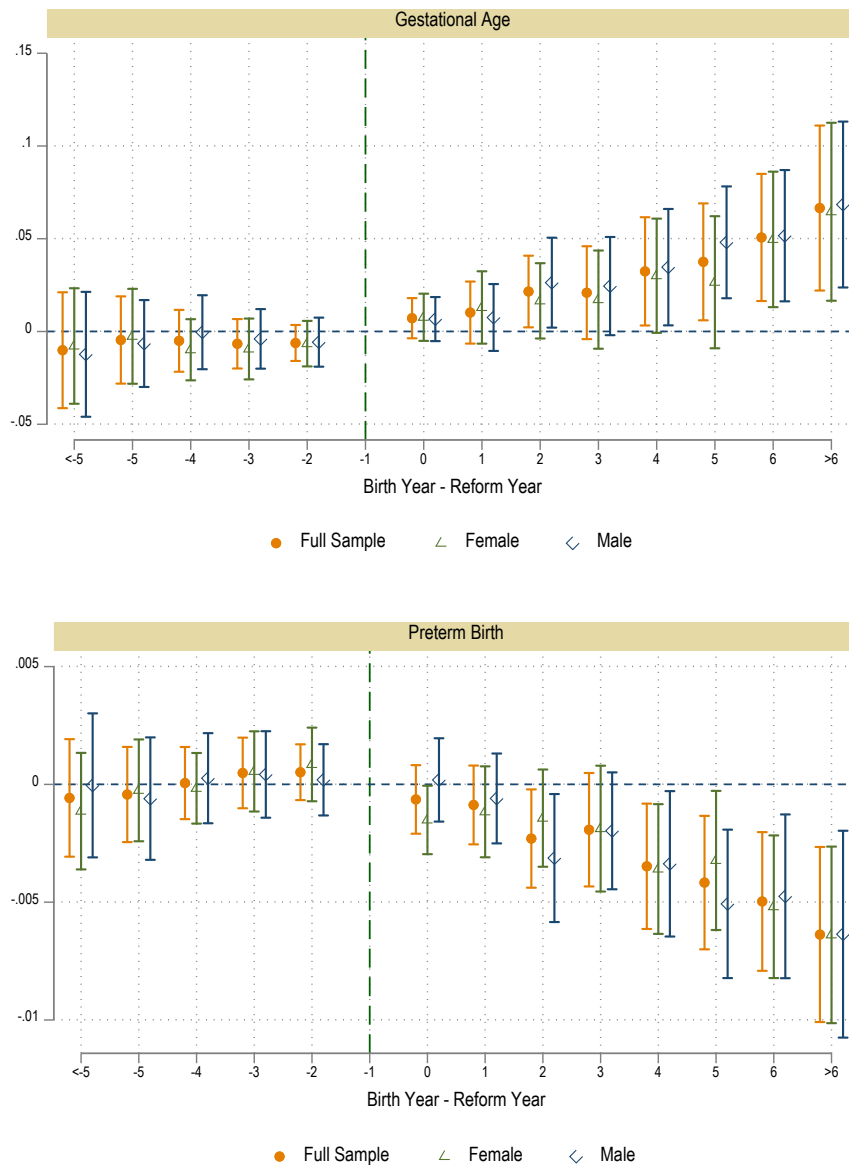 Gestational Age
.15
.1
.05
0
-.05
<-5 -5 -4 -3 -2 -1 0 1 2 3 4 5 6 >6
Birth Year - Reform Year
Full Sample Female Male
Preterm Birth
.005
0
-.005
-.01
<-5 -5 -4 -3 -2 -1 0 1 2 3 4 5 6 >6
Birth Year - Reform Year
Full Sample Female Male